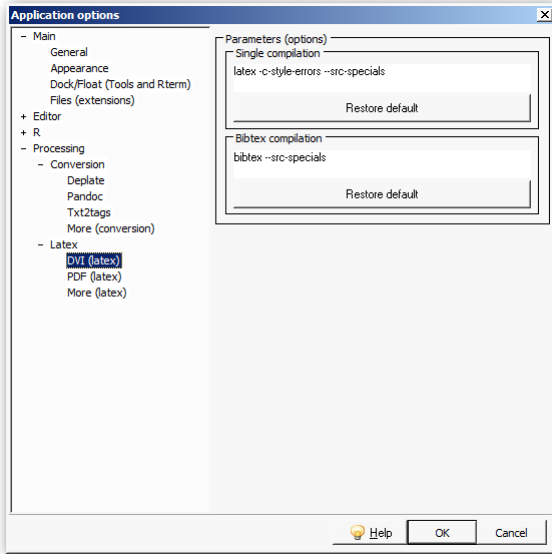 Application options
Main
General
Appearance
Dock/Float (Tools and Rterm)
Files (extensions)
Editor
R
Processing
Conversion
Deplate
Pandoc
Txt2tags
More (conversion)
Latex
DVI (latex)
PDF (latex)
More (latex)
Parameters (options)
Single compilation
latex -c-style-errors --src-specials
Restore default
Bibtex compilation
bibtex --src-specials
Restore default
Help
OK
Cancel